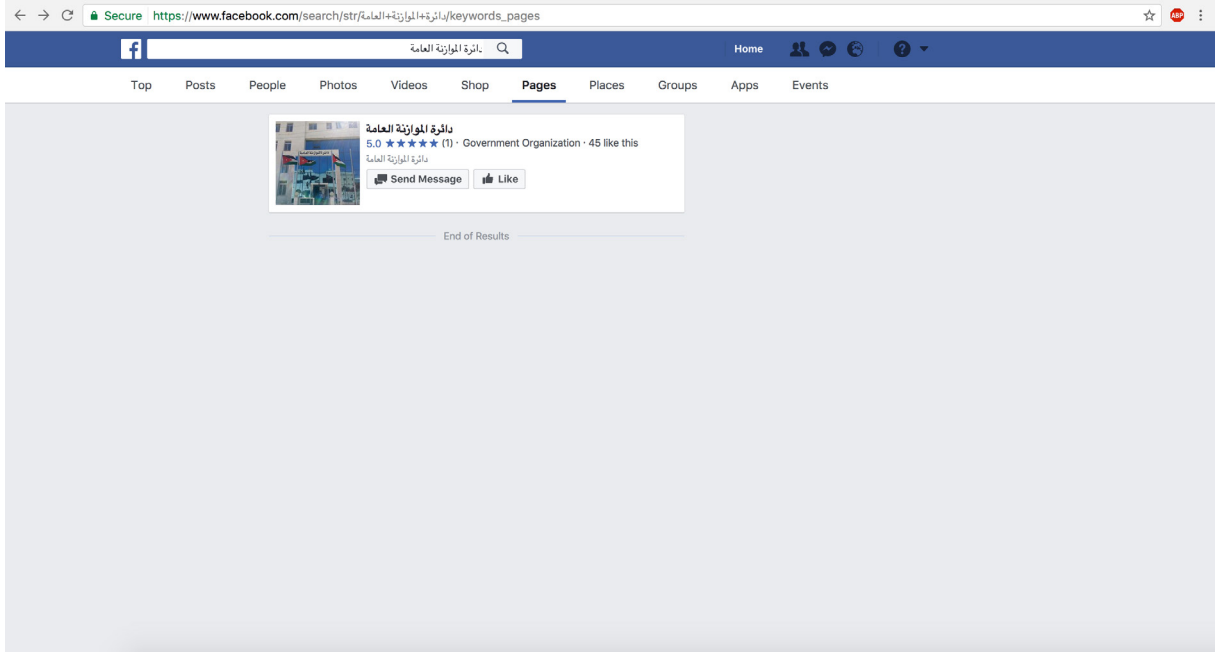 Secure https://www.facebook.com/search/str/دائرة+الموازنة+العامة/keywords_pages
ABP
دائرة الموازنة العامة
Home
Top Posts People Photos Videos Shop Pages Places Groups Apps Events
دائرة الموازنة العامة
5.0 ★★★★★ (1) · Government Organization · 45 like this
دائرة الموازنة العامة
Send Message Like
End of Results